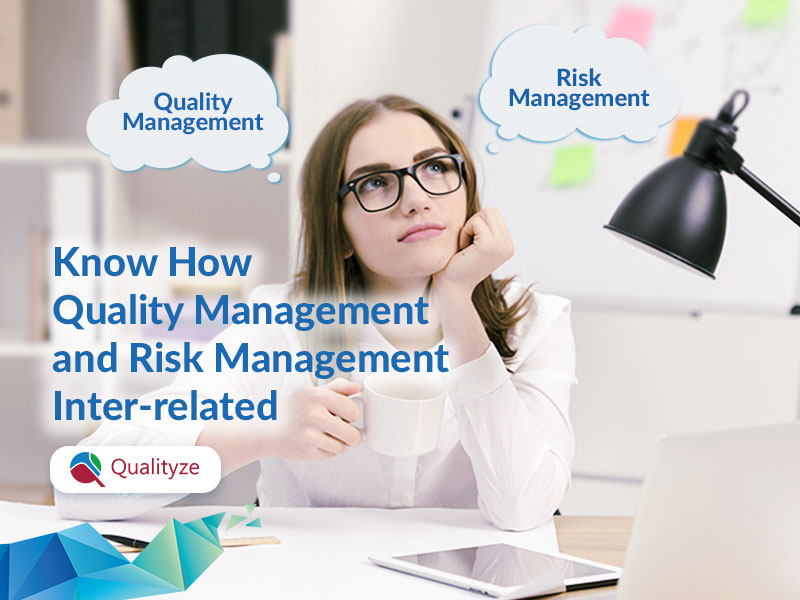 Quality
Management
Risk
Management
Know How
Quality Management
and Risk Management
Inter-related
Qualityze